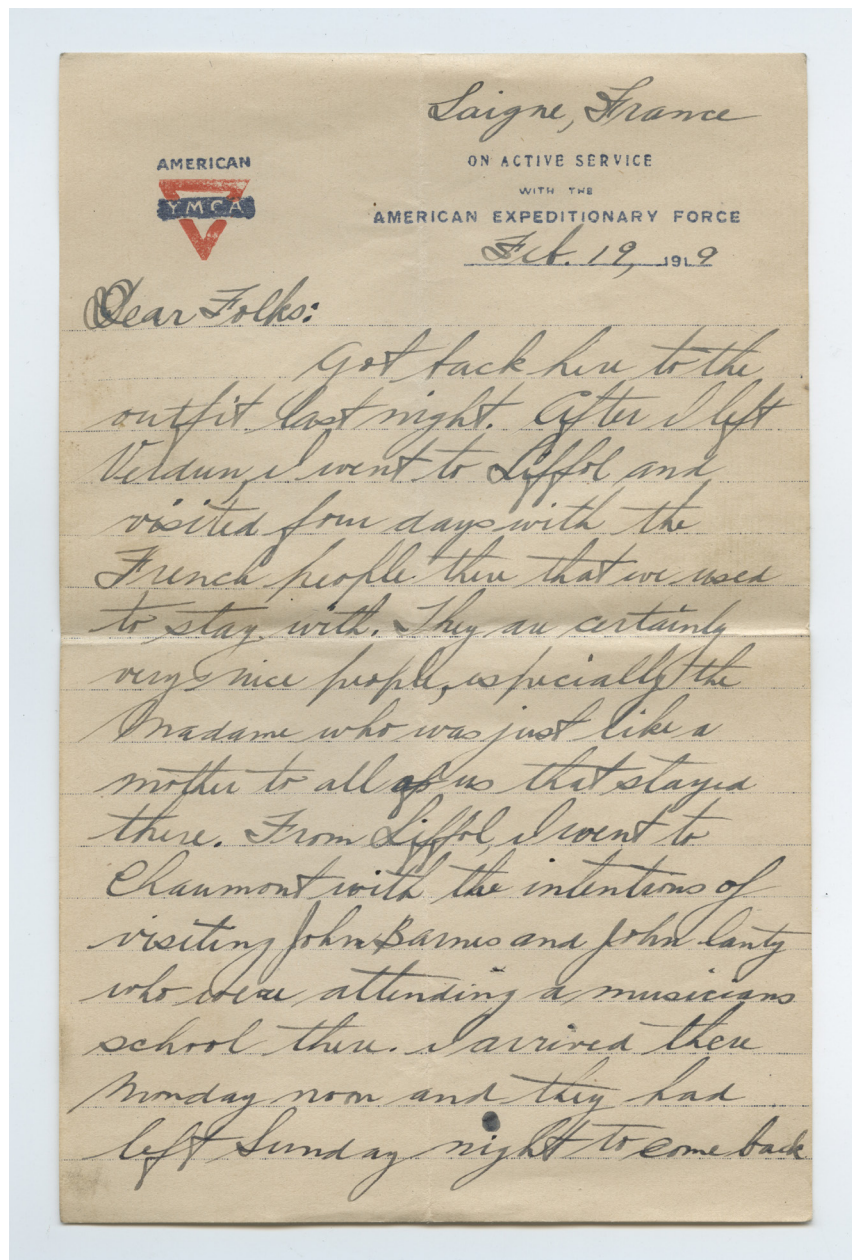 Laigne, France
AMERICAN
YMCA
ON ACTIVE SERVICE
WITH THE
AMERICAN EXPEDITIONARY FORCE
Feb. 19, 1919
Dear Folks:
Got back here to the
outfit last night. After I left
Verdun, I went to Liffol and
visited four days with the
French people there that we used
to stay with. They are certainly
very nice people, especially the
Madame who was just like a
mother to all of us that stayed
there. From Liffol, I went to
Chaumont with the intentions of
visiting John Barnes and John Lanty
who were attending a musicians
school there. I arrived there
Monday noon and they had
left Sunday night to come back